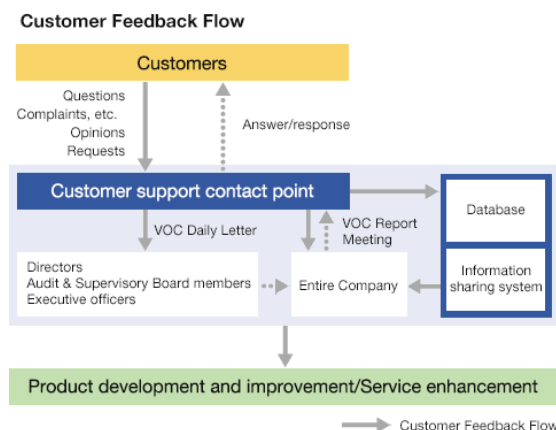 Customer Feedback Flow
Customers
Questions
Complaints, etc.
Opinions
Requests
Answer/response
Customer support contact point
VOC Daily Letter
VOC Report
Meeting
Database
Directors
Audit & Supervisory Board members
Executive officers
Entire Company
Information
sharing system
Product development and improvement/Service enhancement
Customer Feedback Flow